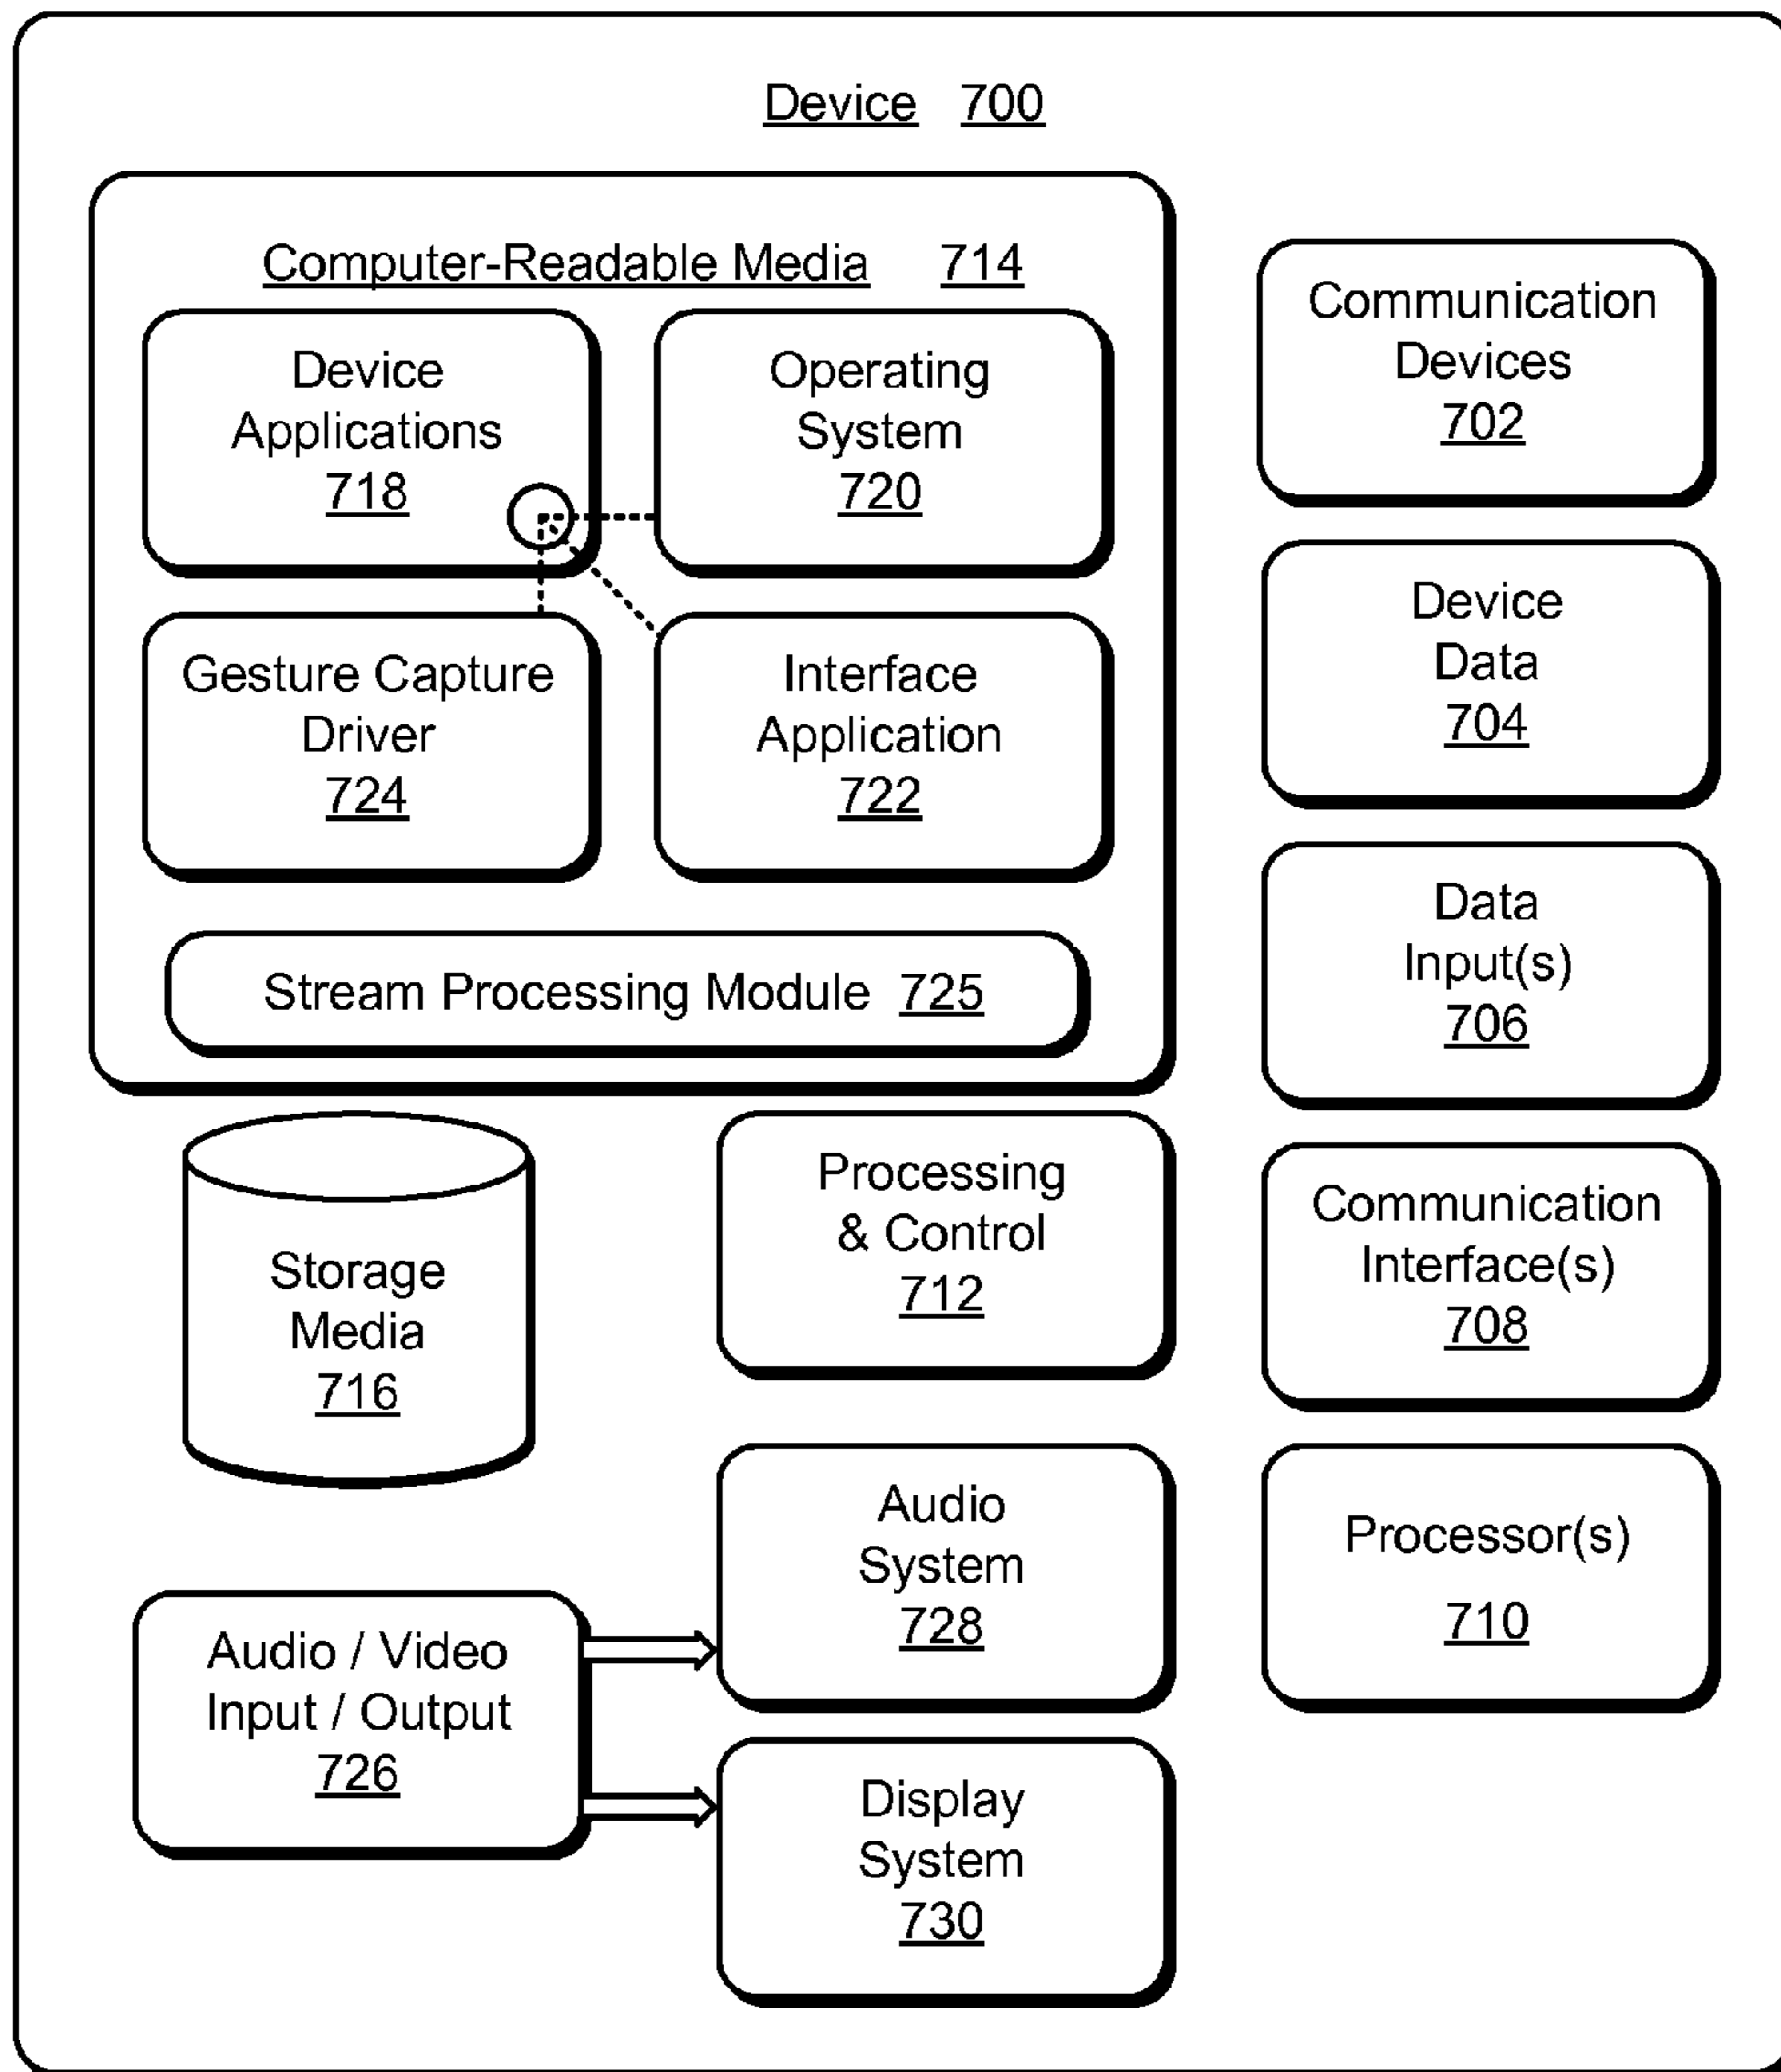 Device 700
Computer-Readable Media 714
Device
Applications
718
Operating
System
720
Gesture Capture
Driver
724
Interface
Application
722
Stream Processing Module 725
Storage
Media
716
Processing
& Control
712
Audio / Video
Input / Output
726
Audio
System
728
Display
System
730
Communication
Devices
702
Device
Data
704
Data
Input(s)
706
Communication
Interface(s)
708
Processor(s)
710